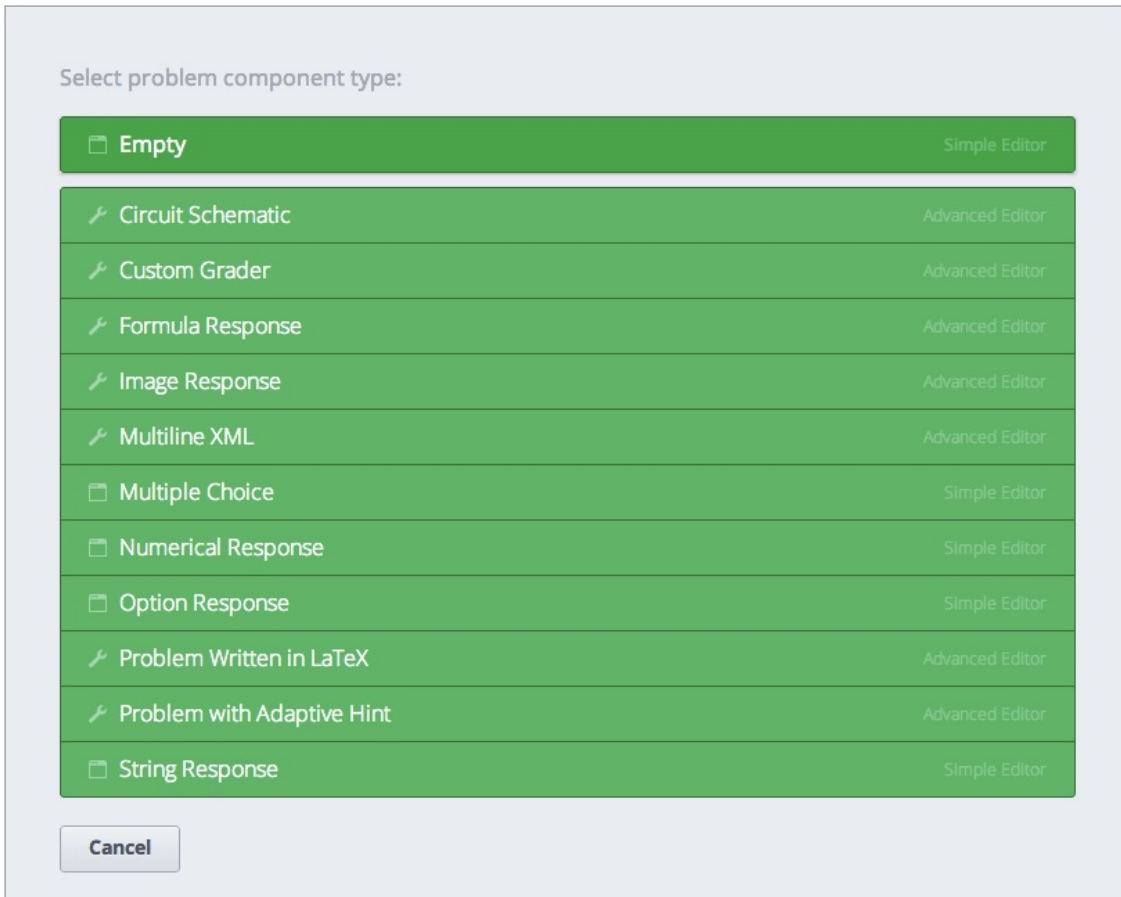 Select problem component type:
Empty Simple Editor
Circuit Schematic Advanced Editor
Custom Grader Advanced Editor
Formula Response Advanced Editor
Image Response Advanced Editor
Multiline XML Advanced Editor
Multiple Choice Simple Editor
Numerical Response Simple Editor
Option Response Simple Editor
Problem Written in LaTeX Advanced Editor
Problem with Adaptive Hint Advanced Editor
String Response Simple Editor
Cancel